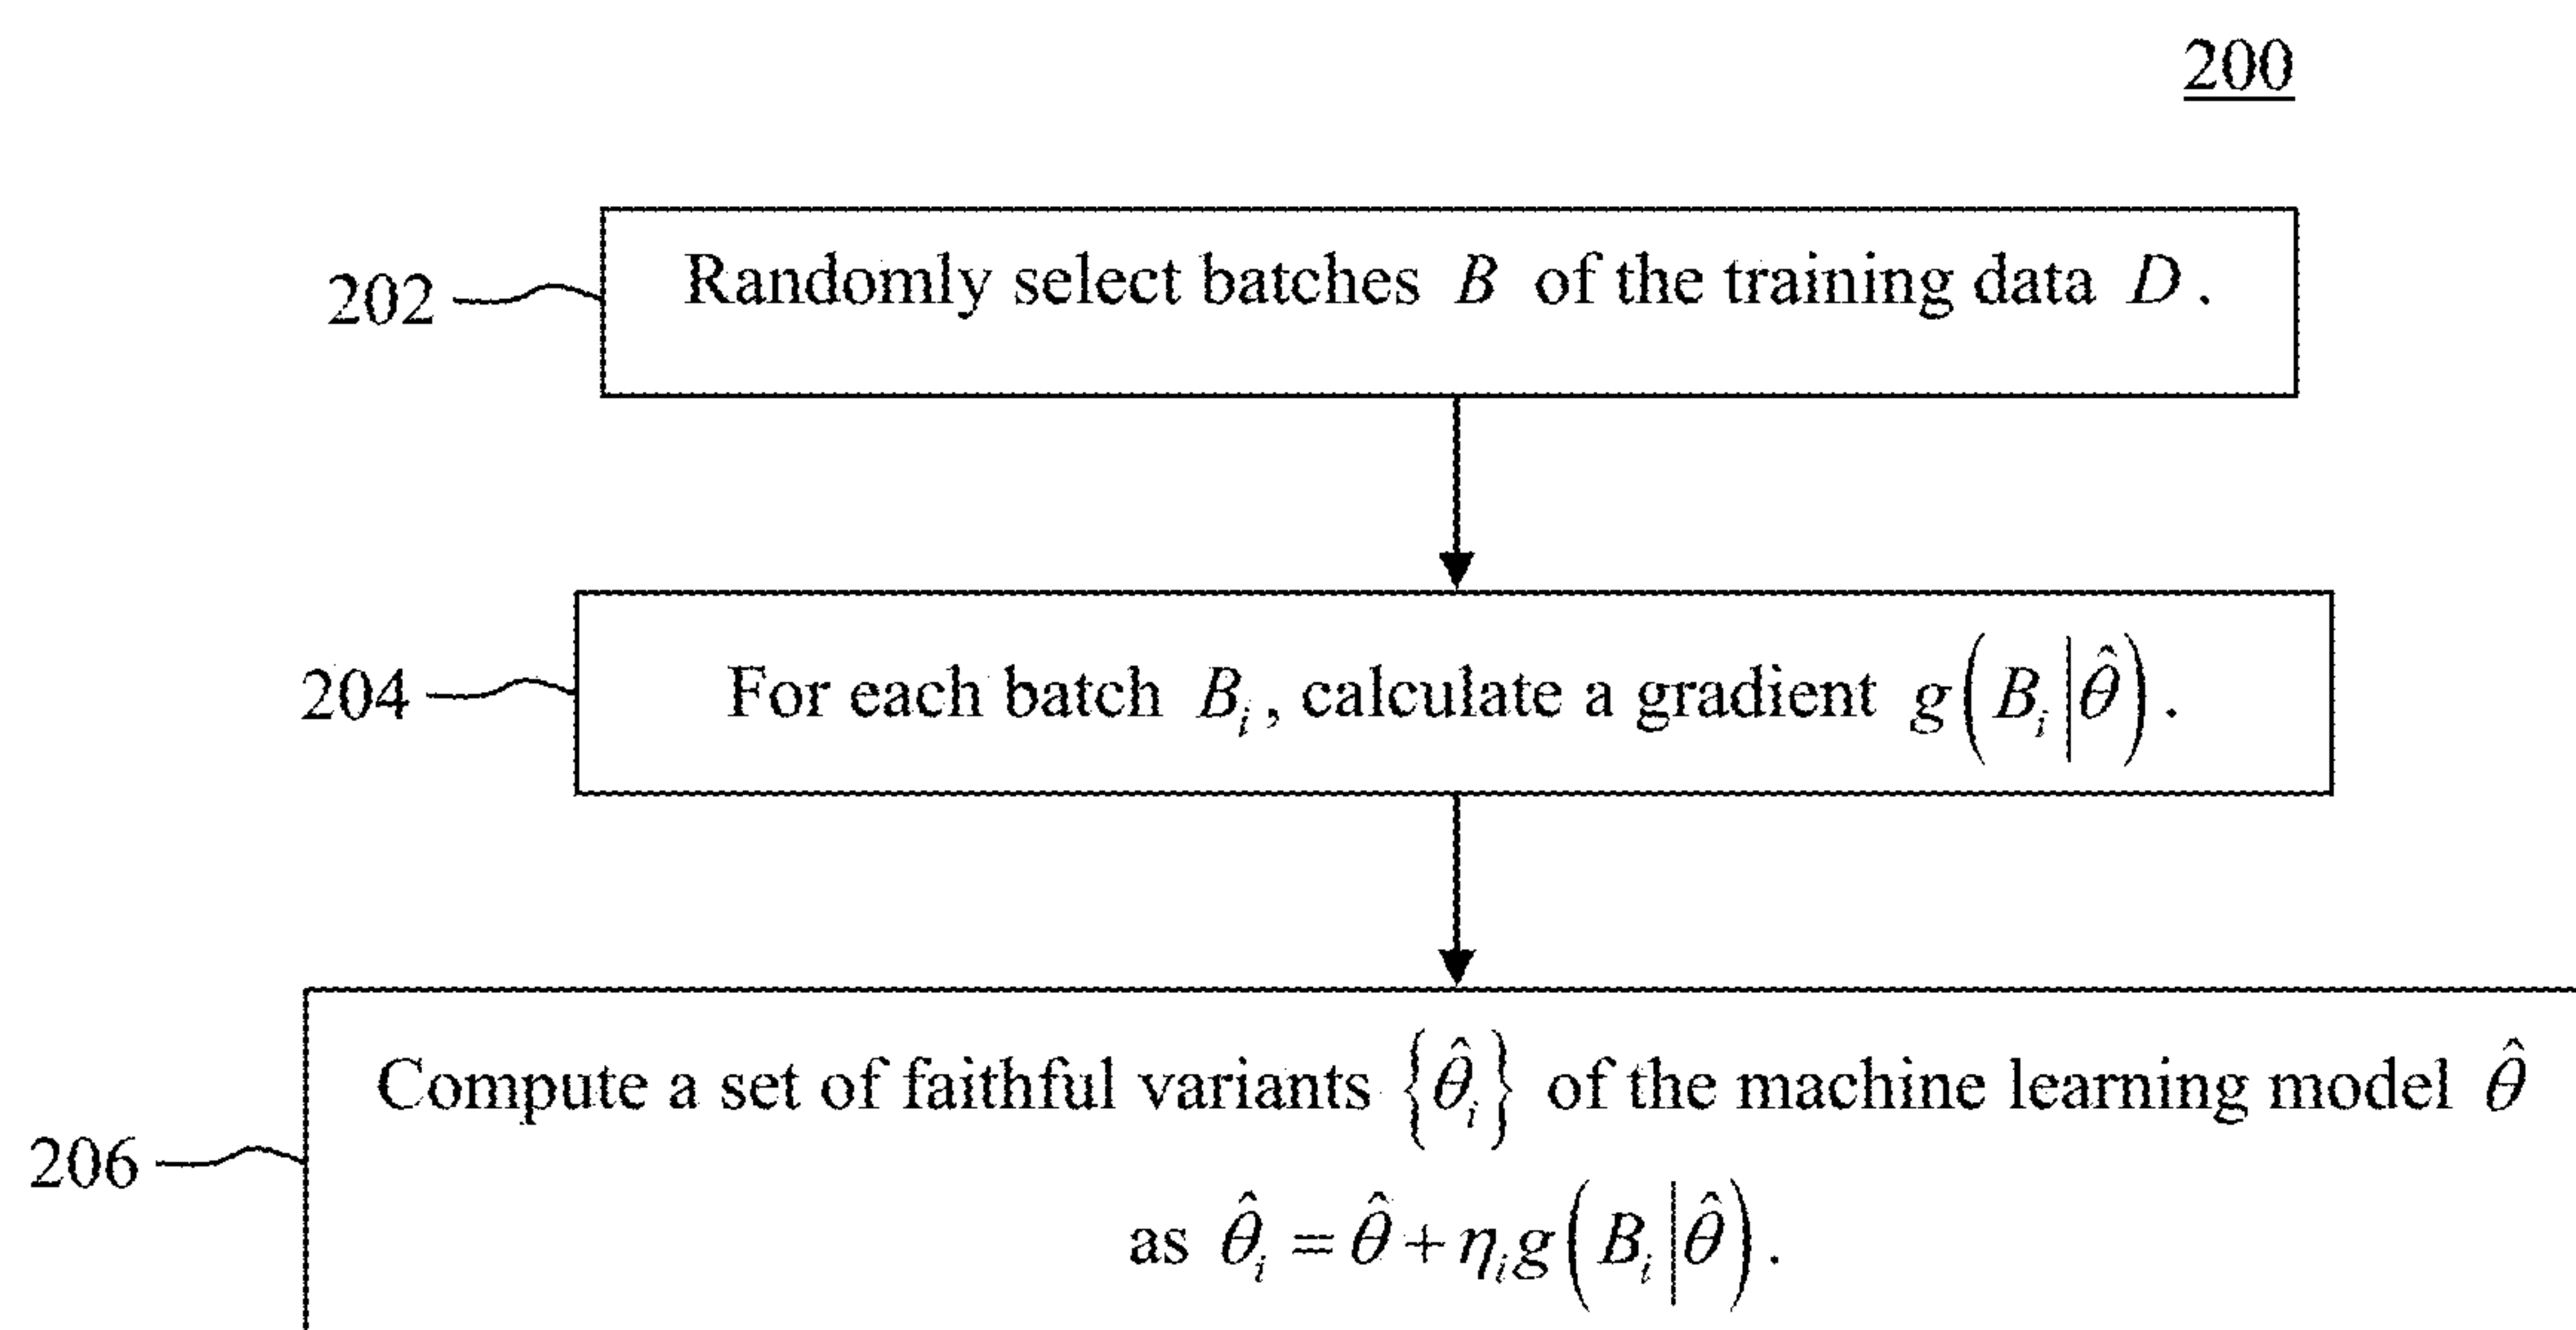 200
202 Randomly select batches B of the training data D.
204 For each batch B_i, calculate a gradient g(B_i|θ̂).
Compute a set of faithful variants {θ̂_i} of the machine learning model θ̂
206
as θ̂_i = θ̂ + η_i g(B_i|θ̂).